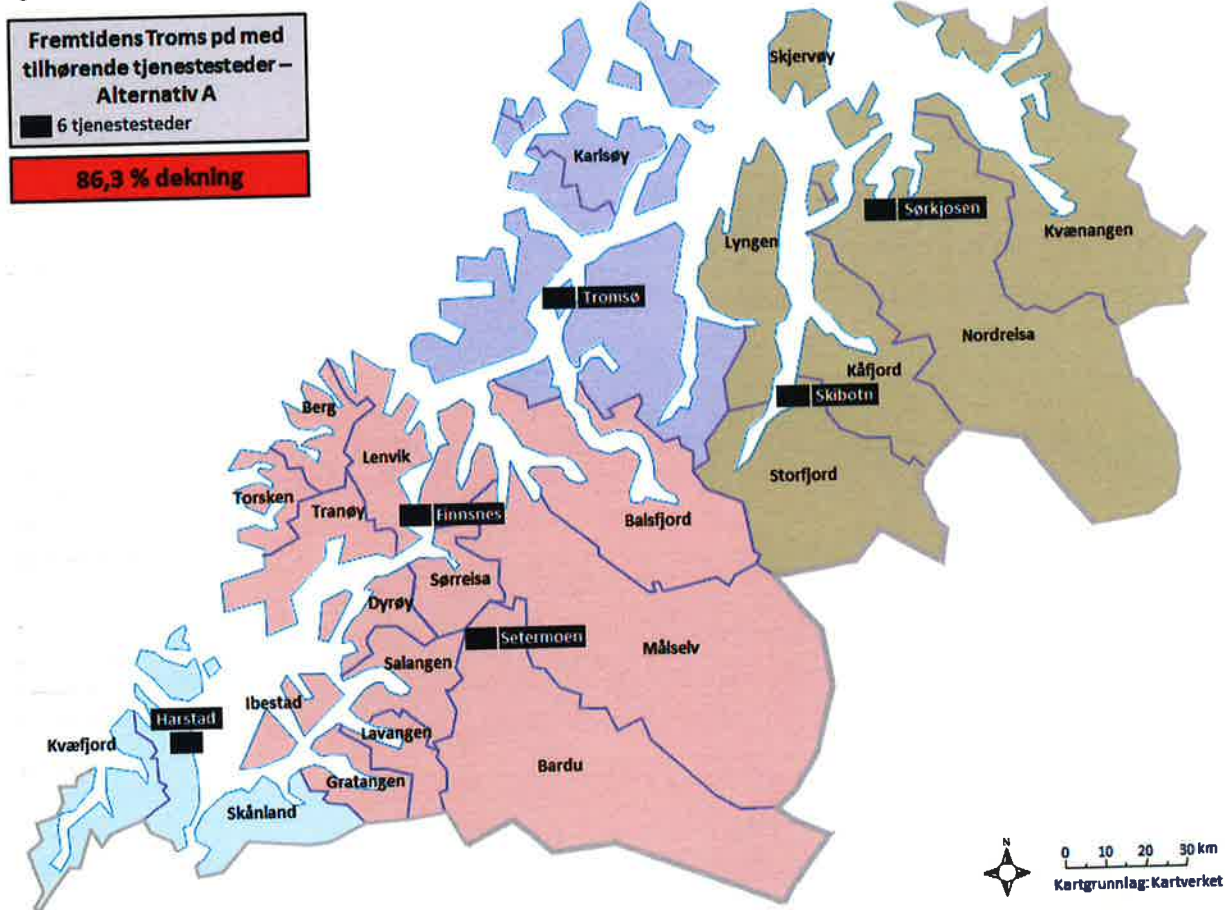 Fremtidens Troms pd med
tilhørende tjenestesteder –
Alternativ A
6 tjenestesteder
86,3 % dekning
Skjervøy
Karlsøy
Sørkjosen
Kvænangen
Lyngen
Tromsø
Nordreisa
Kåfjord
Skibotn
Berg
Lenvik
Storfjord
Torsken
Tranøy
Finnsnes
Balsfjord
Sørreisa
Dyrøy
Setermoen
Målselv
Salangen
Ibestad
Harstad
Lavangen
Kvæfjord
Bardu
Gratangen
Skånland
N
0 10 20 30 km
Kartgrunnlag: Kartverket